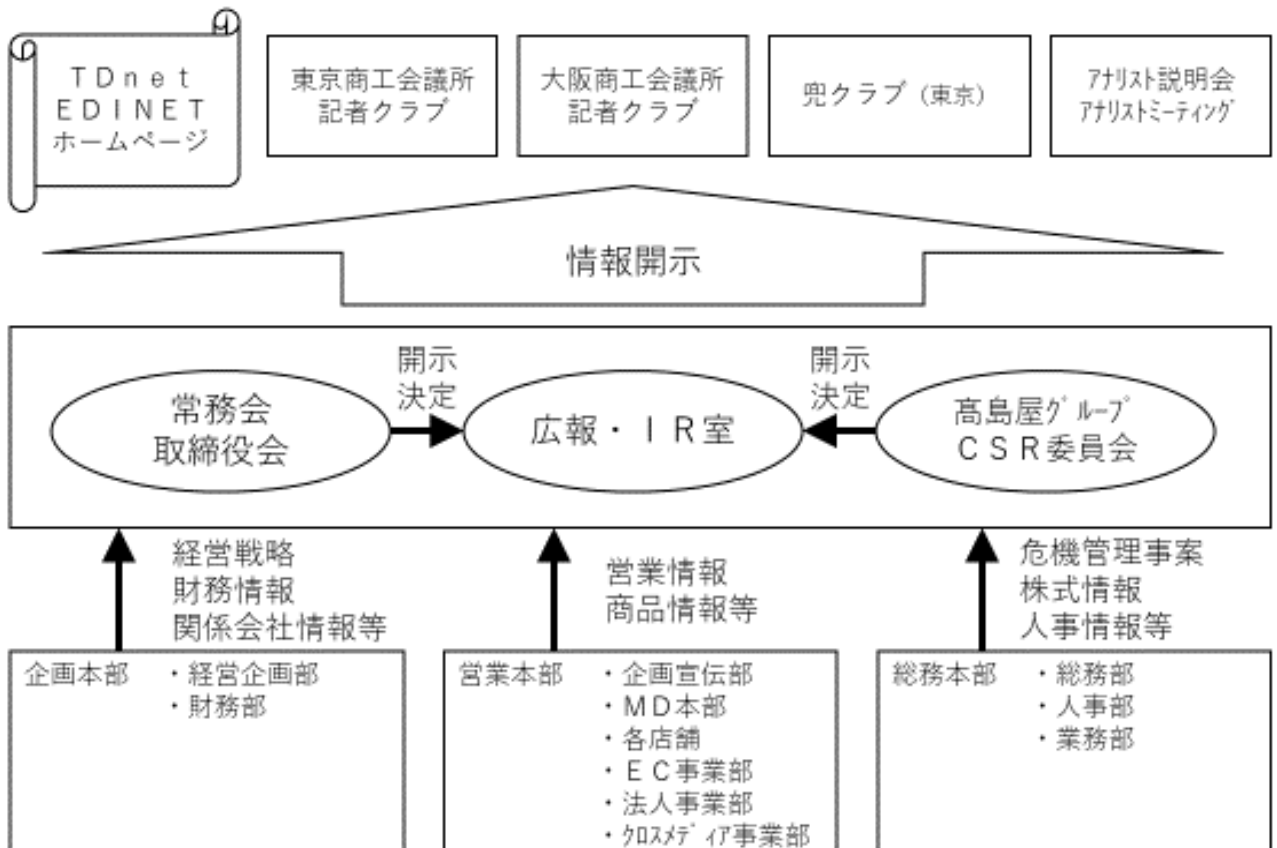 ＴＤｎｅｔ
ＥＤＩＮＥＴ
ホームページ
東京商工会議所
記者クラブ
大阪商工会議所
記者クラブ
兜クラブ（東京）
ｱﾅﾘｽﾄ説明会
ｱﾅﾘｽﾄﾐｰﾃｨﾝｸﾞ
情報開示
常務会
取締役会
開示
決定
広報・ＩＲ室
開示
決定
髙島屋ｸﾞﾙｰﾌﾟ
ＣＳＲ委員会
経営戦略
財務情報
関係会社情報等
営業情報
商品情報等
危機管理事案
株式情報
人事情報等
企画本部　・経営企画部
・財務部
営業本部　・企画宣伝部
・ＭＤ本部
・各店舗
・ＥＣ事業部
・法人事業部
・ｸﾛｽﾒﾃﾞｨｱ事業部
総務本部　・総務部
・人事部
・業務部